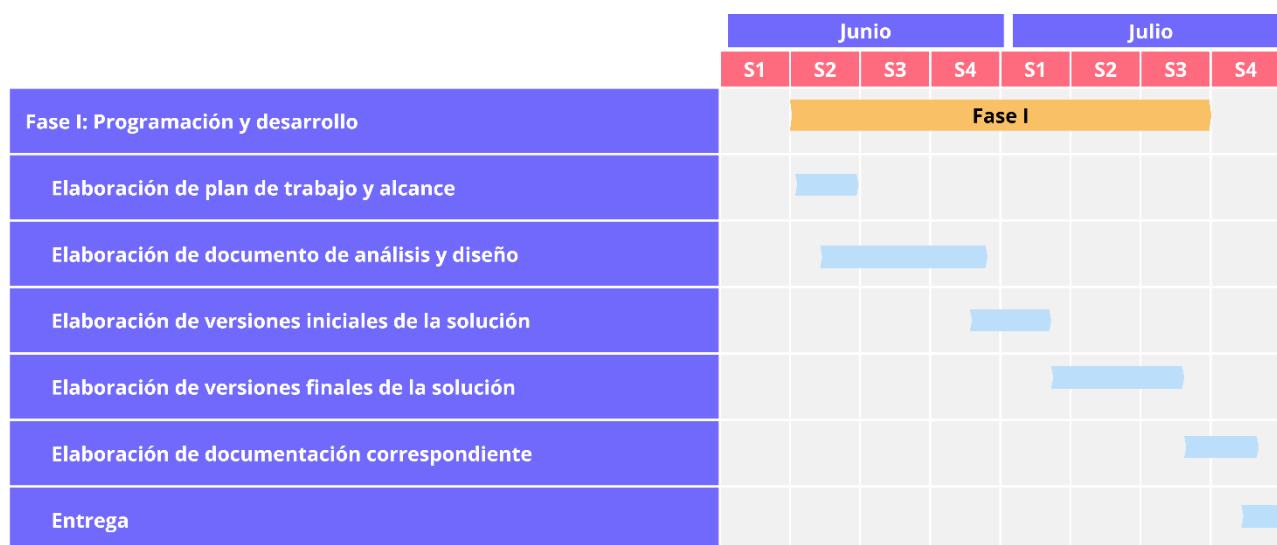 Junio Julio
S1 S2 S3 S4 S1 S2 S3 S4
Fase I: Programación y desarrollo Fase I
Elaboración de plan de trabajo y alcance
Elaboración de documento de análisis y diseño
Elaboración de versiones iniciales de la solución
Elaboración de versiones finales de la solución
Elaboración de documentación correspondiente
Entrega